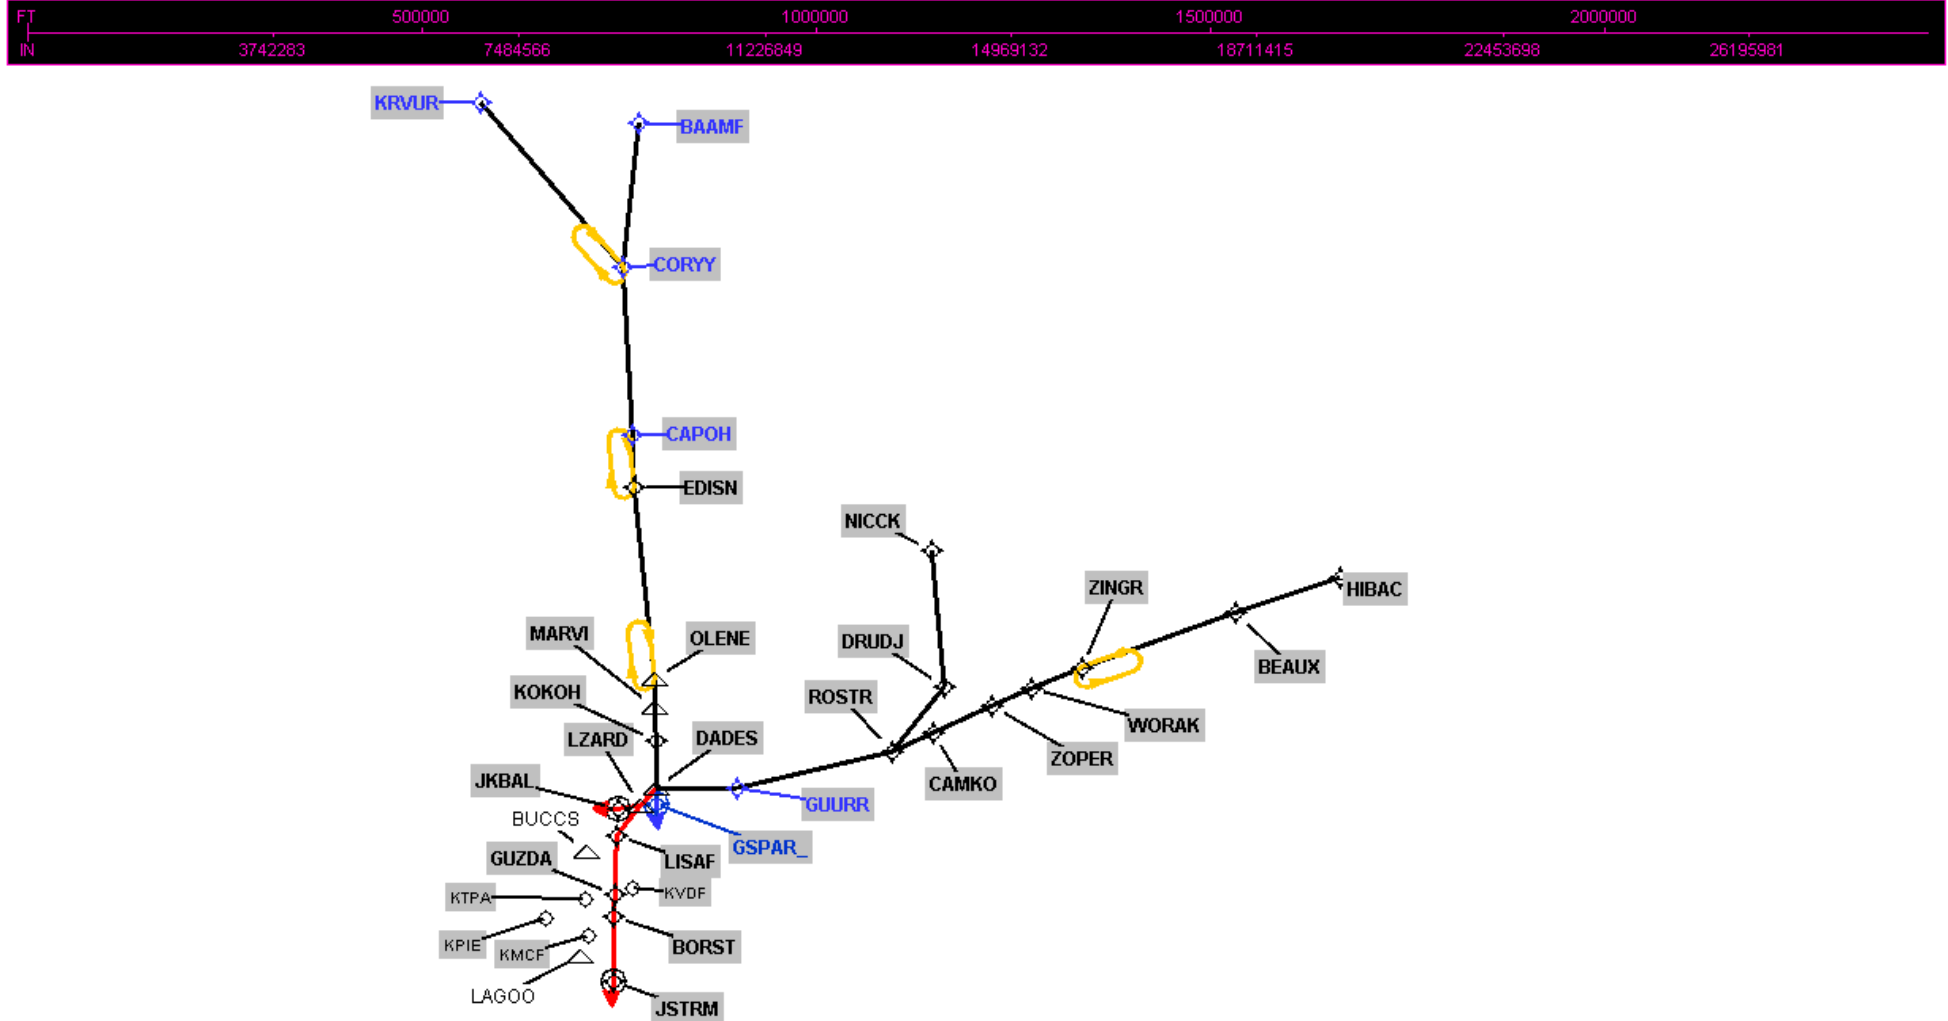 FT 500000 1000000 1500000 2000000
IN 3742283 7484566 11226849 14969132 18711415 22453698 26195981
KRVUR
BAAMF
CORYY
CAPOH
EDISN
NICCK
ZINGR
HIBAC
MARVI
OLENE
DRUDJ
BEAUX
KOKOH
ROSTR
WORAK
LZARD
DADES
ZOPER
JKBAL
CAMKO
GUURR
BUCCS
GSPAR_
GUZDA
LISAF
KVDF
KTPA
KPIE
BORST
KMCF
LAGOO
JSTRM